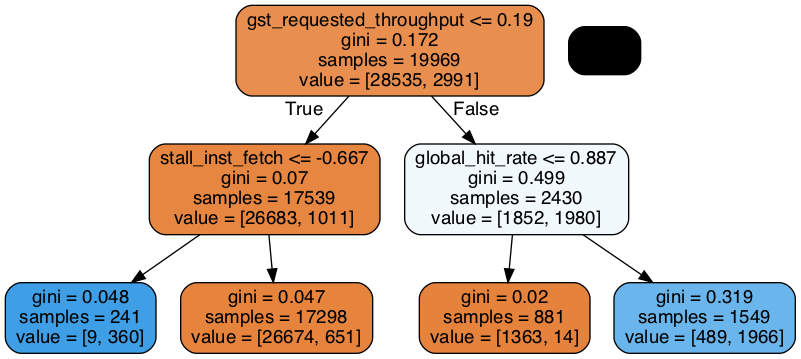 gst_requested_throughput <= 0.19
gini = 0.172
samples = 19969
value = [28535, 2991]
True
False
stall_inst_fetch <= -0.667
gini = 0.07
samples = 17539
value = [26683, 1011]
global_hit_rate <= 0.887
gini = 0.499
samples = 2430
value = [1852, 1980]
gini = 0.048
samples = 241
value = [9, 360]
gini = 0.047
samples = 17298
value = [26674, 651]
gini = 0.02
samples = 881
value = [1363, 14]
gini = 0.319
samples = 1549
value = [489, 1966]